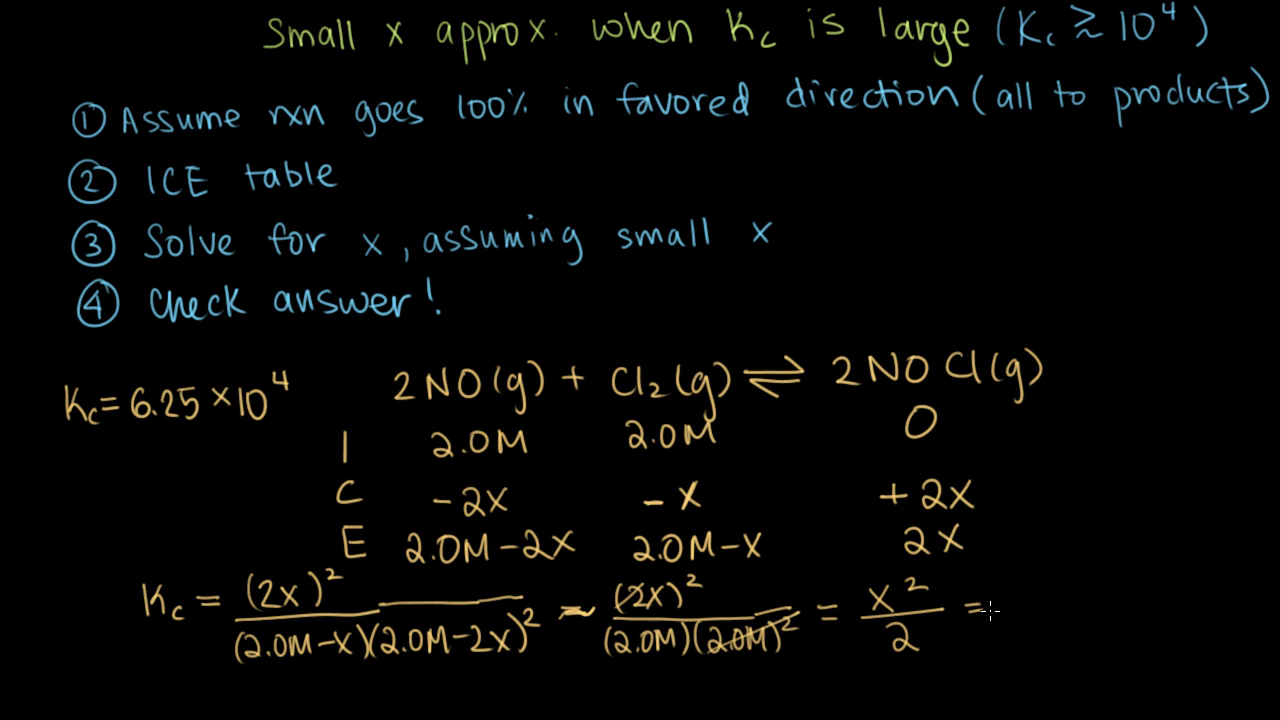 Small x approx. when Kc is large (Kc ≳ 10⁴)
① Assume rxn goes 100% in favored direction (all to products)
② ICE table
③ Solve for x, assuming small x
④ Check answer!
Kc = 6.25 × 10⁴ 2NO(g) + Cl₂(g) ⇌ 2NOCl(g)
I 2.0M 2.0M 0
C -2x -x +2x
E 2.0M-2x 2.0M-x 2x
Kc = (2x)² / (2.0M-x)(2.0M-2x)² ~ (2x)² / (2.0M)(2.0M)² = x² / 2 =